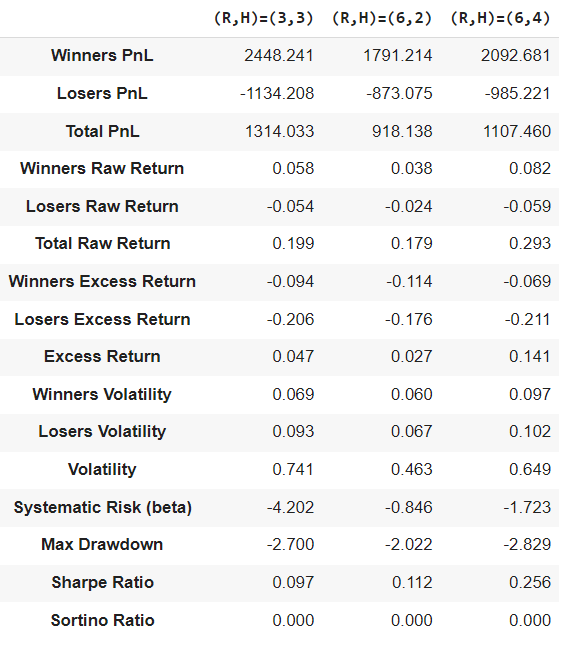 (R,H)=(3,3) (R,H)=(6,2) (R,H)=(6,4)
Winners PnL 2448.241 1791.214 2092.681
Losers PnL -1134.208 -873.075 -985.221
Total PnL 1314.033 918.138 1107.460
Winners Raw Return 0.058 0.038 0.082
Losers Raw Return -0.054 -0.024 -0.059
Total Raw Return 0.199 0.179 0.293
Winners Excess Return -0.094 -0.114 -0.069
Losers Excess Return -0.206 -0.176 -0.211
Excess Return 0.047 0.027 0.141
Winners Volatility 0.069 0.060 0.097
Losers Volatility 0.093 0.067 0.102
Volatility 0.741 0.463 0.649
Systematic Risk (beta) -4.202 -0.846 -1.723
Max Drawdown -2.700 -2.022 -2.829
Sharpe Ratio 0.097 0.112 0.256
Sortino Ratio 0.000 0.000 0.000